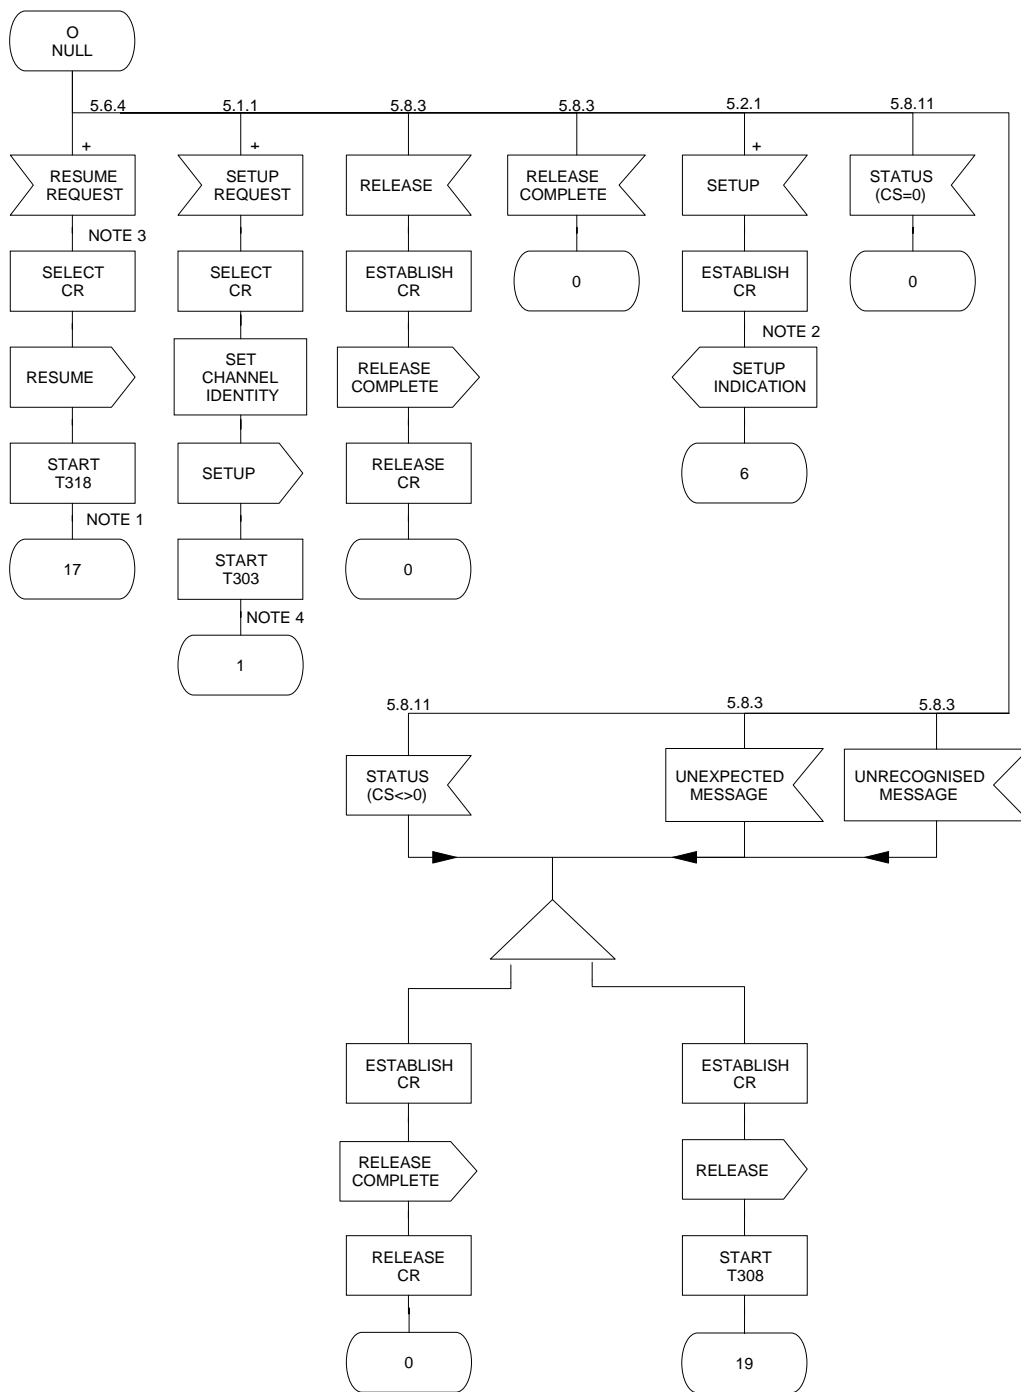 O
NULL
5.6.4
5.1.1
5.8.3
5.8.3
5.2.1
5.8.11
+
+
+
RESUME
REQUEST
SETUP
REQUEST
RELEASE
RELEASE
COMPLETE
SETUP
STATUS
(CS=0)
NOTE 3
SELECT
CR
SELECT
CR
ESTABLISH
CR
0
ESTABLISH
CR
0
NOTE 2
RESUME
SET
CHANNEL
IDENTITY
RELEASE
COMPLETE
SETUP
INDICATION
START
T318
SETUP
RELEASE
CR
6
NOTE 1
17
START
T303
0
NOTE 4
1
5.8.11
5.8.3
5.8.3
STATUS
(CS<>0)
UNEXPECTED
MESSAGE
UNRECOGNISED
MESSAGE
ESTABLISH
CR
ESTABLISH
CR
RELEASE
COMPLETE
RELEASE
RELEASE
CR
START
T308
0
19